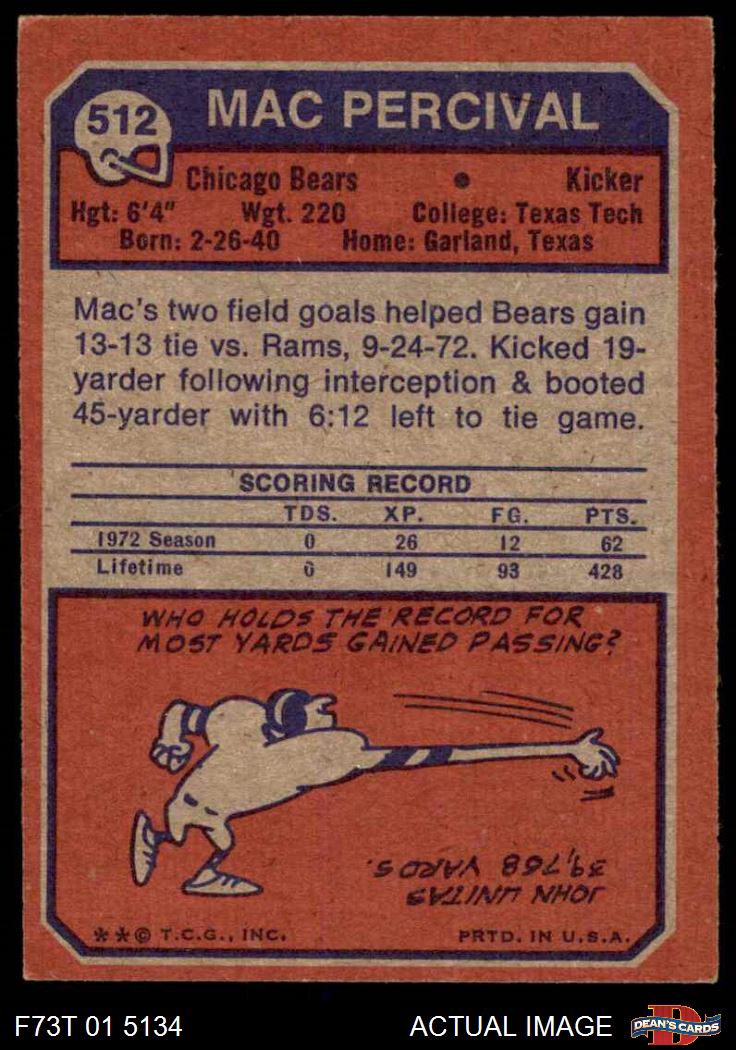 512
MAC PERCIVAL
Chicago Bears • Kicker
Hgt: 6'4" Wgt. 220 College: Texas Tech
Born: 2-26-40 Home: Garland, Texas
Mac's two field goals helped Bears gain
13-13 tie vs. Rams, 9-24-72. Kicked 19-
yarder following interception & booted
45-yarder with 6:12 left to tie game.
SCORING RECORD
TDS. XP. FG. PTS.
1972 Season 0 26 12 62
Lifetime 0 149 93 428
WHO HOLDS THE RECORD FOR
MOST YARDS GAINED PASSING?
JOHN UNITAS
39,768 YARDS.
**© T.C.G., INC. PRTD. IN U.S.A.
F73T 01 5134 ACTUAL IMAGE
DEAN'S CARDS